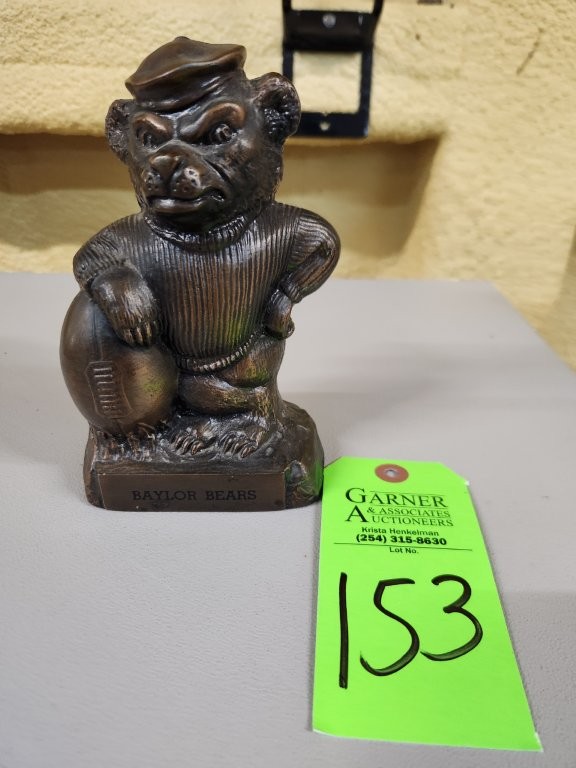 BAYLOR BEARS
GARNER
& ASSOCIATES
AUCTIONEERS
Krista Henkelman
(254) 315-8630
Lot No.
153